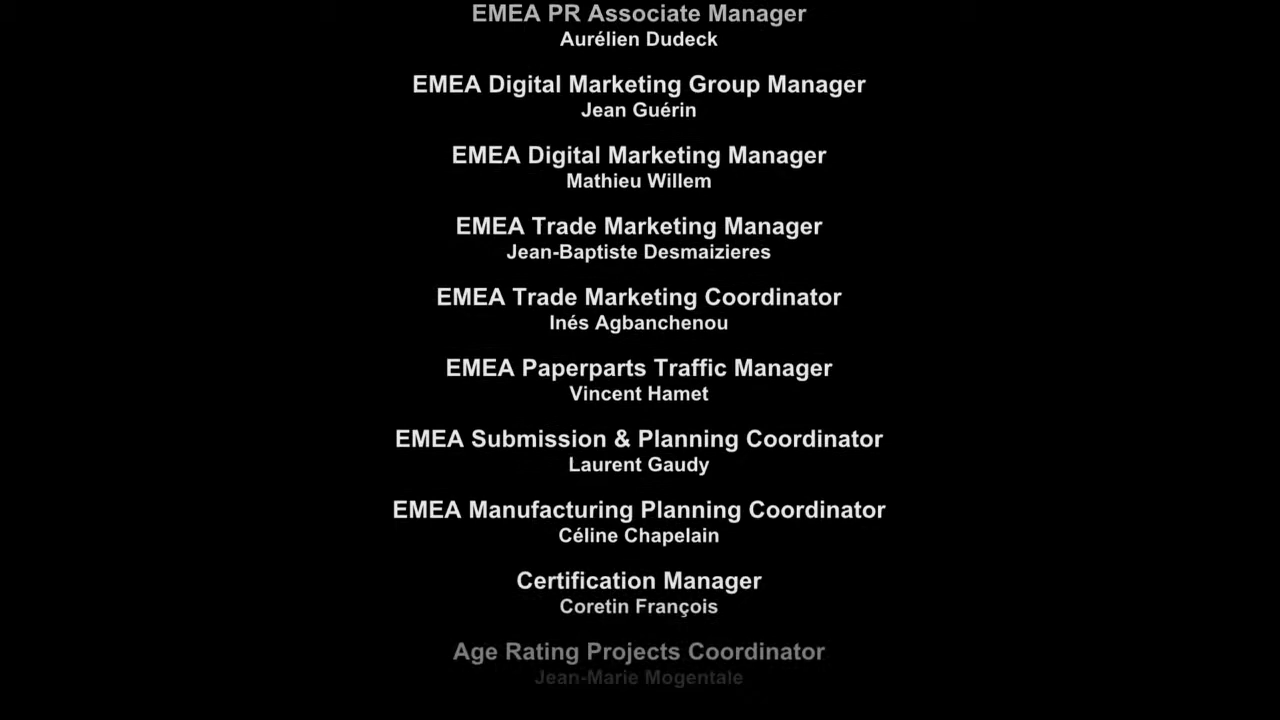 EMEA PR Associate Manager
Aurélien Dudeck
EMEA Digital Marketing Group Manager
Jean Guérin
EMEA Digital Marketing Manager
Mathieu Willem
EMEA Trade Marketing Manager
Jean-Baptiste Desmaizieres
EMEA Trade Marketing Coordinator
Inés Agbanchenou
EMEA Paperparts Traffic Manager
Vincent Hamet
EMEA Submission & Planning Coordinator
Laurent Gaudy
EMEA Manufacturing Planning Coordinator
Céline Chapelain
Certification Manager
Coretin François
Age Rating Projects Coordinator
Jean-Marie Mogentale